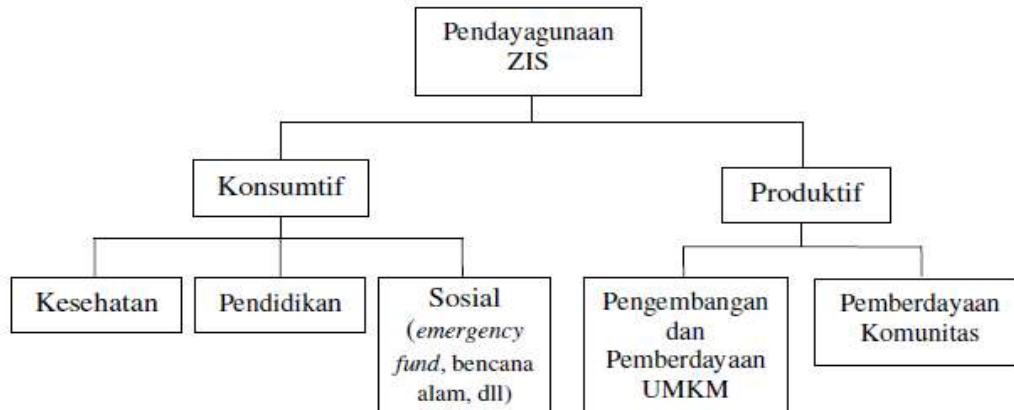 Pendayagunaan
ZIS
Konsumtif
Produktif
Kesehatan
Pendidikan
Sosial
(emergency
fund, bencana
alam, dll)
Pengembangan
dan
Pemberdayaan
UMKM
Pemberdayaan
Komunitas